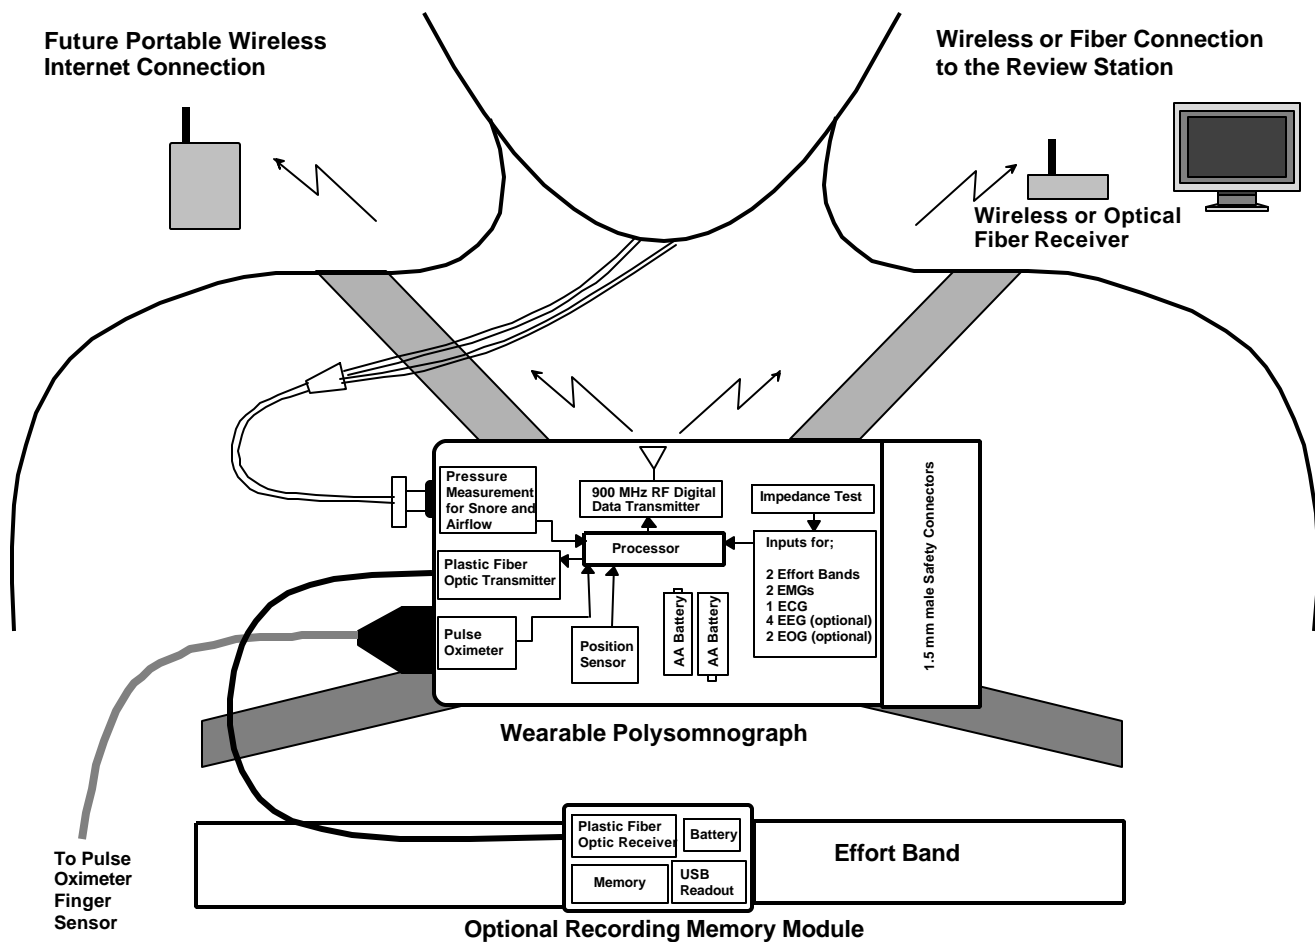 Future Portable Wireless
Internet Connection
Wireless or Fiber Connection
to the Review Station
Wireless or Optical
Fiber Receiver
Pressure
Measurement
for Snore and
Airflow
900 MHz RF Digital
Data Transmitter
Impedance Test
Processor
Inputs for;
2 Effort Bands
2 EMGs
1 ECG
4 EEG (optional)
2 EOG (optional)
Plastic Fiber
Optic Transmitter
Pulse
Oximeter
Position
Sensor
AA Battery
AA Battery
1.5 mm male Safety Connectors
Wearable Polysomnograph
Plastic Fiber
Optic Receiver
Battery
Memory
USB
Readout
Effort Band
To Pulse
Oximeter
Finger
Sensor
Optional Recording Memory Module